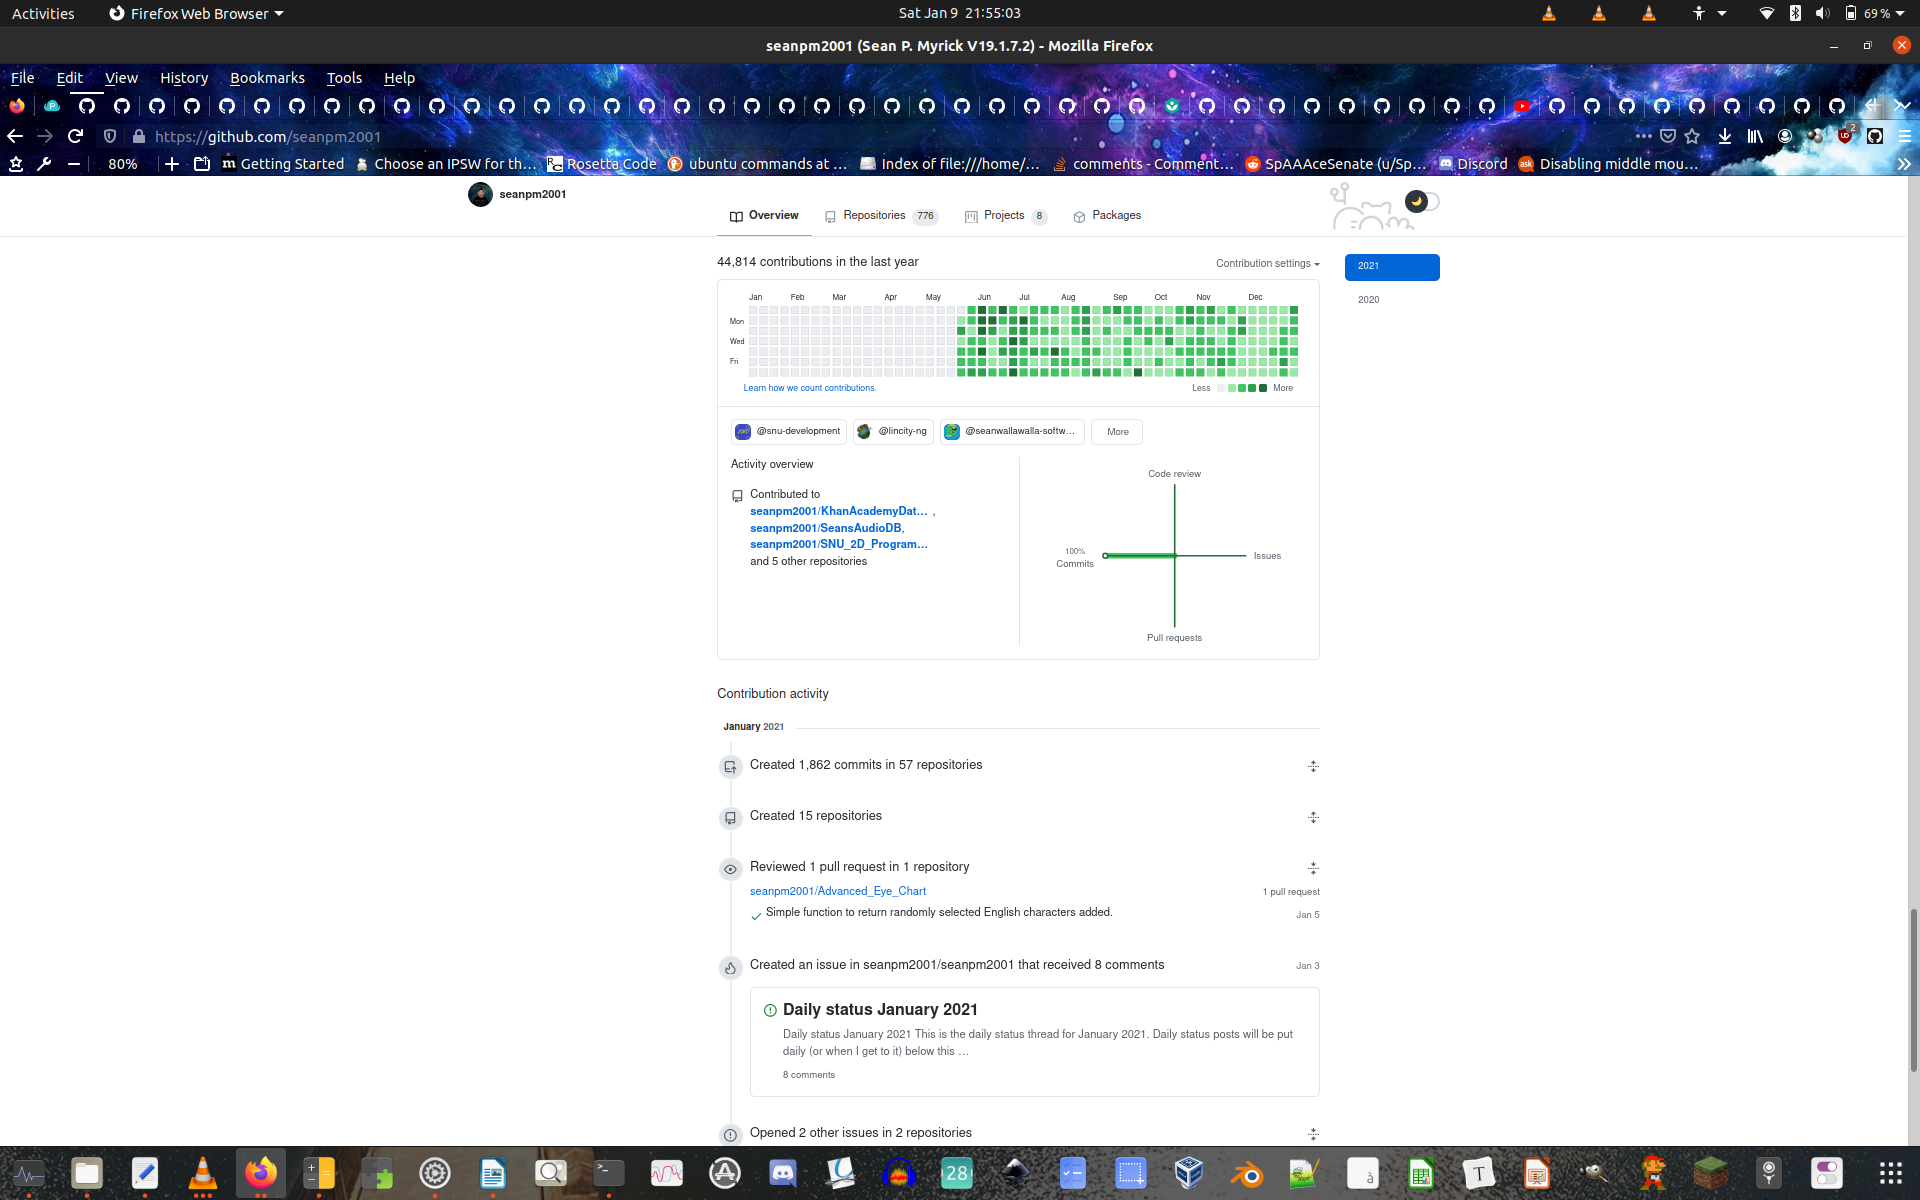 Activities
Firefox Web Browser
Sat Jan 9 21:55:03
69 %
seanpm2001 (Sean P. Myrick V19.1.7.2) - Mozilla Firefox
File Edit View History Bookmarks Tools Help
https://github.com/seanpm2001
2
80%
m Getting Started
Choose an IPSW for th…
Rosetta Code
ubuntu commands at …
Index of file:///home/…
comments - Comment…
SpAAAceSenate (u/Sp…
Discord
ask Disabling middle mou…
seanpm2001
Overview
Repositories 776
Projects 8
Packages
44,814 contributions in the last year
Contribution settings
2021
2020
Jan Feb Mar Apr May Jun Jul Aug Sep Oct Nov Dec
Mon
Wed
Fri
Learn how we count contributions.
Less More
@snu-development
@lincity-ng
@seanwallawalla-softw…
More
Activity overview
Contributed to
seanpm2001/KhanAcademyDat… ,
seanpm2001/SeansAudioDB,
seanpm2001/SNU_2D_Program…
and 5 other repositories
Code review
100%
Commits
Issues
Pull requests
Contribution activity
January 2021
Created 1,862 commits in 57 repositories
Created 15 repositories
Reviewed 1 pull request in 1 repository
seanpm2001/Advanced_Eye_Chart
1 pull request
Simple function to return randomly selected English characters added.
Jan 5
Created an issue in seanpm2001/seanpm2001 that received 8 comments
Jan 3
Daily status January 2021
Daily status January 2021 This is the daily status thread for January 2021. Daily status posts will be put
daily (or when I get to it) below this …
8 comments
Opened 2 other issues in 2 repositories
28
à
T